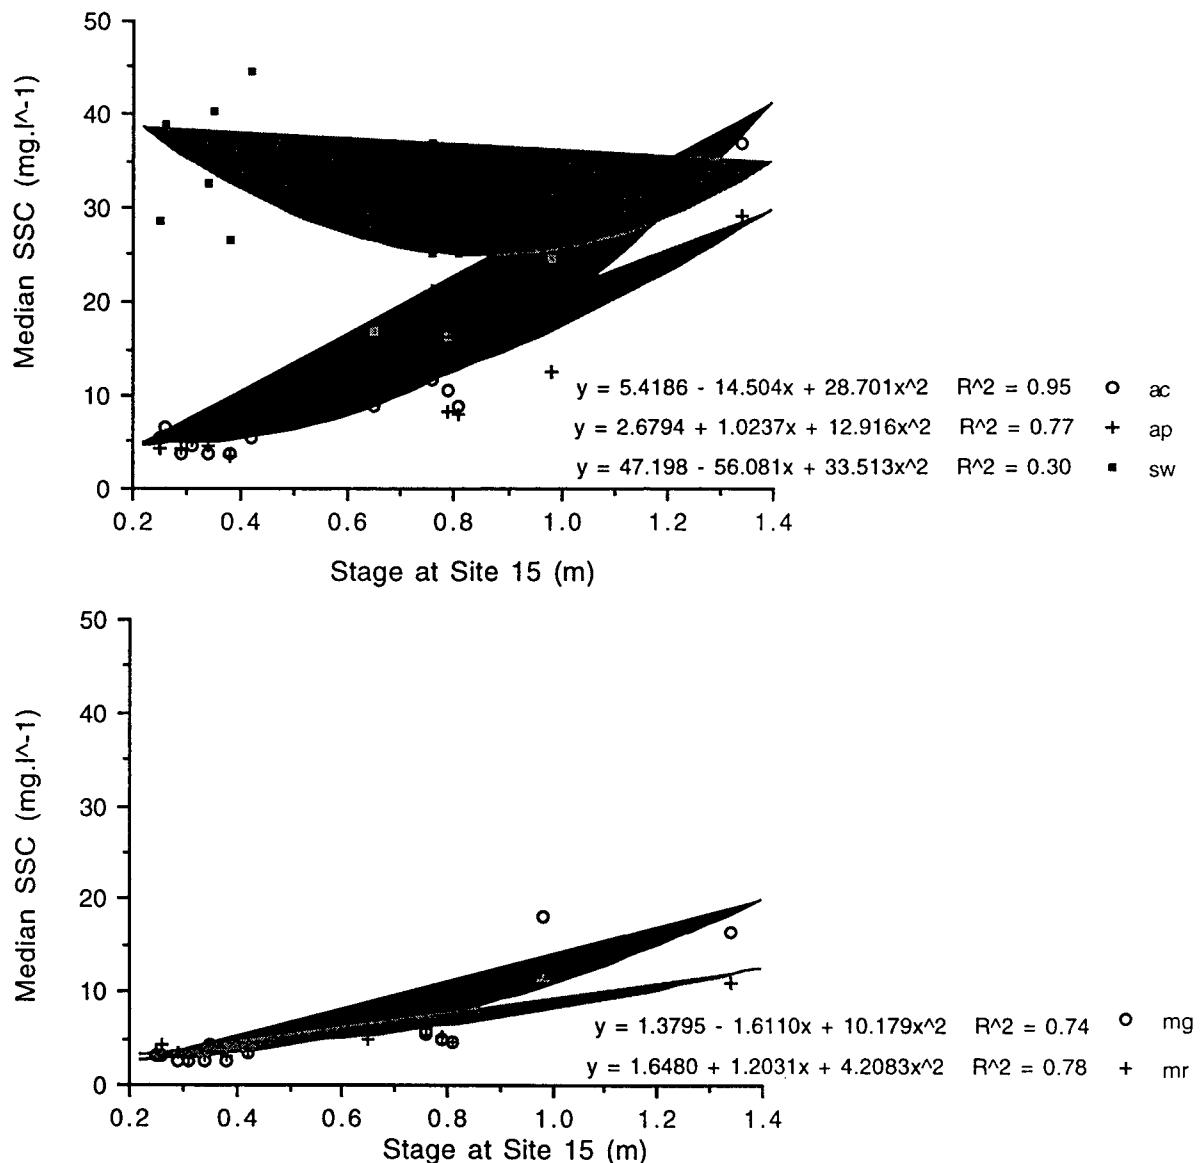 50
40
30
20
10
0
Median SSC (mg.l^-1)
y = 5.4186 - 14.504x + 28.701x^2 R^2 = 0.95 ac
y = 2.6794 + 1.0237x + 12.916x^2 R^2 = 0.77 ap
y = 47.198 - 56.081x + 33.513x^2 R^2 = 0.30 sw
0.2 0.4 0.6 0.8 1.0 1.2 1.4
Stage at Site 15 (m)
50
40
30
20
10
0
Median SSC (mg.l^-1)
y = 1.3795 - 1.6110x + 10.179x^2 R^2 = 0.74 mg
y = 1.6480 + 1.2031x + 4.2083x^2 R^2 = 0.78 mr
0.2 0.4 0.6 0.8 1.0 1.2 1.4
Stage at Site 15 (m)